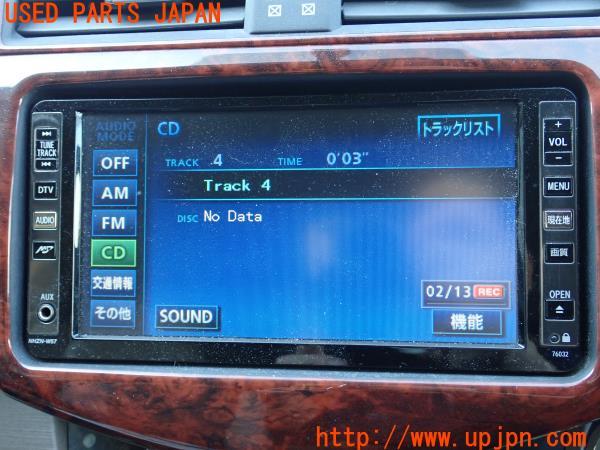 USED PARTS JAPAN
AUDIO MODE
CD
トラックリスト
TRACK 4 TIME 0'03"
Track 4
DISC No Data
OFF
AM
FM
CD
交通情報
その他
SOUND
02/13 REC
機能
TUNE TRACK
DTV
AUDIO
AUX
NHZN-W57
+
VOL
−
MENU
現在地
画質
OPEN
76032
http://www.upjpn.com